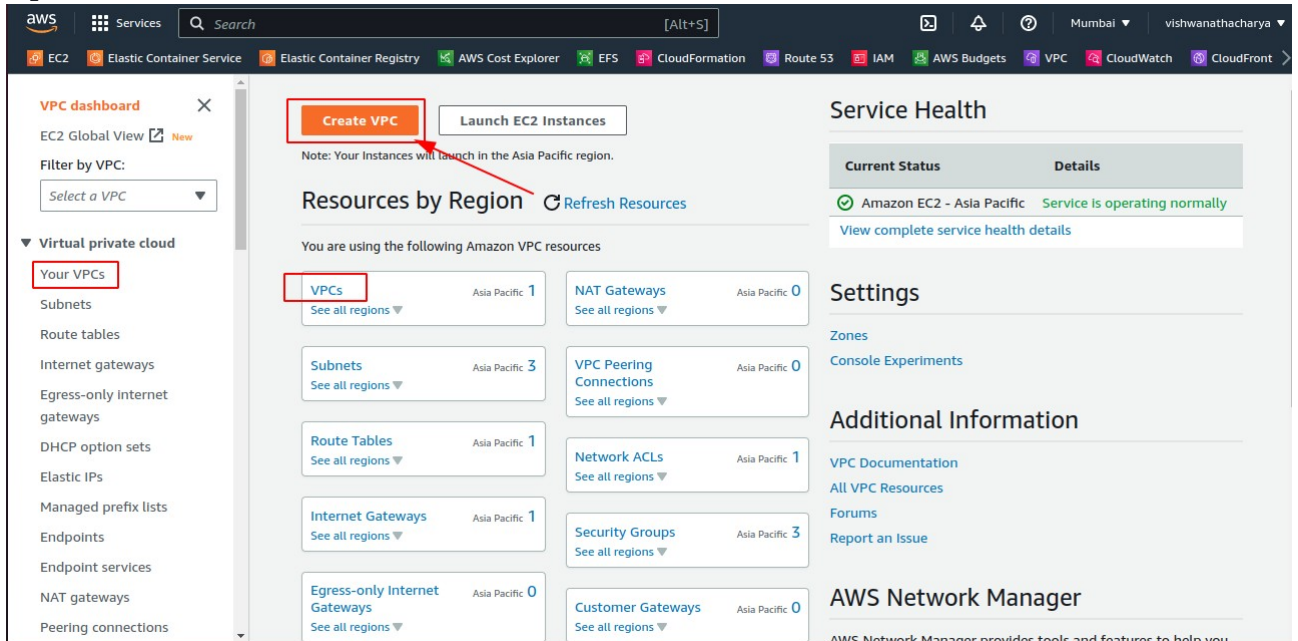 aws
Services
Search
[Alt+S]
Mumbai
vishwanathacharya
EC2
Elastic Container Service
Elastic Container Registry
AWS Cost Explorer
EFS
CloudFormation
Route 53
IAM
AWS Budgets
VPC
CloudWatch
CloudFront
VPC dashboard
EC2 Global View New
Filter by VPC:
Select a VPC
Virtual private cloud
Your VPCs
Subnets
Route tables
Internet gateways
Egress-only internet
gateways
DHCP option sets
Elastic IPs
Managed prefix lists
Endpoints
Endpoint services
NAT gateways
Peering connections
Create VPC
Launch EC2 Instances
Note: Your Instances will launch in the Asia Pacific region.
Resources by Region
Refresh Resources
You are using the following Amazon VPC resources
VPCs
Asia Pacific 1
See all regions
NAT Gateways
Asia Pacific 0
See all regions
Subnets
Asia Pacific 3
See all regions
VPC Peering
Connections
Asia Pacific 0
See all regions
Route Tables
Asia Pacific 1
See all regions
Network ACLs
Asia Pacific 1
See all regions
Internet Gateways
Asia Pacific 1
See all regions
Security Groups
Asia Pacific 3
See all regions
Egress-only Internet
Gateways
Asia Pacific 0
See all regions
Customer Gateways
Asia Pacific 0
See all regions
Service Health
Current Status
Details
Amazon EC2 - Asia Pacific
Service is operating normally
View complete service health details
Settings
Zones
Console Experiments
Additional Information
VPC Documentation
All VPC Resources
Forums
Report an Issue
AWS Network Manager
AWS Network Manager provides tools and features to help you